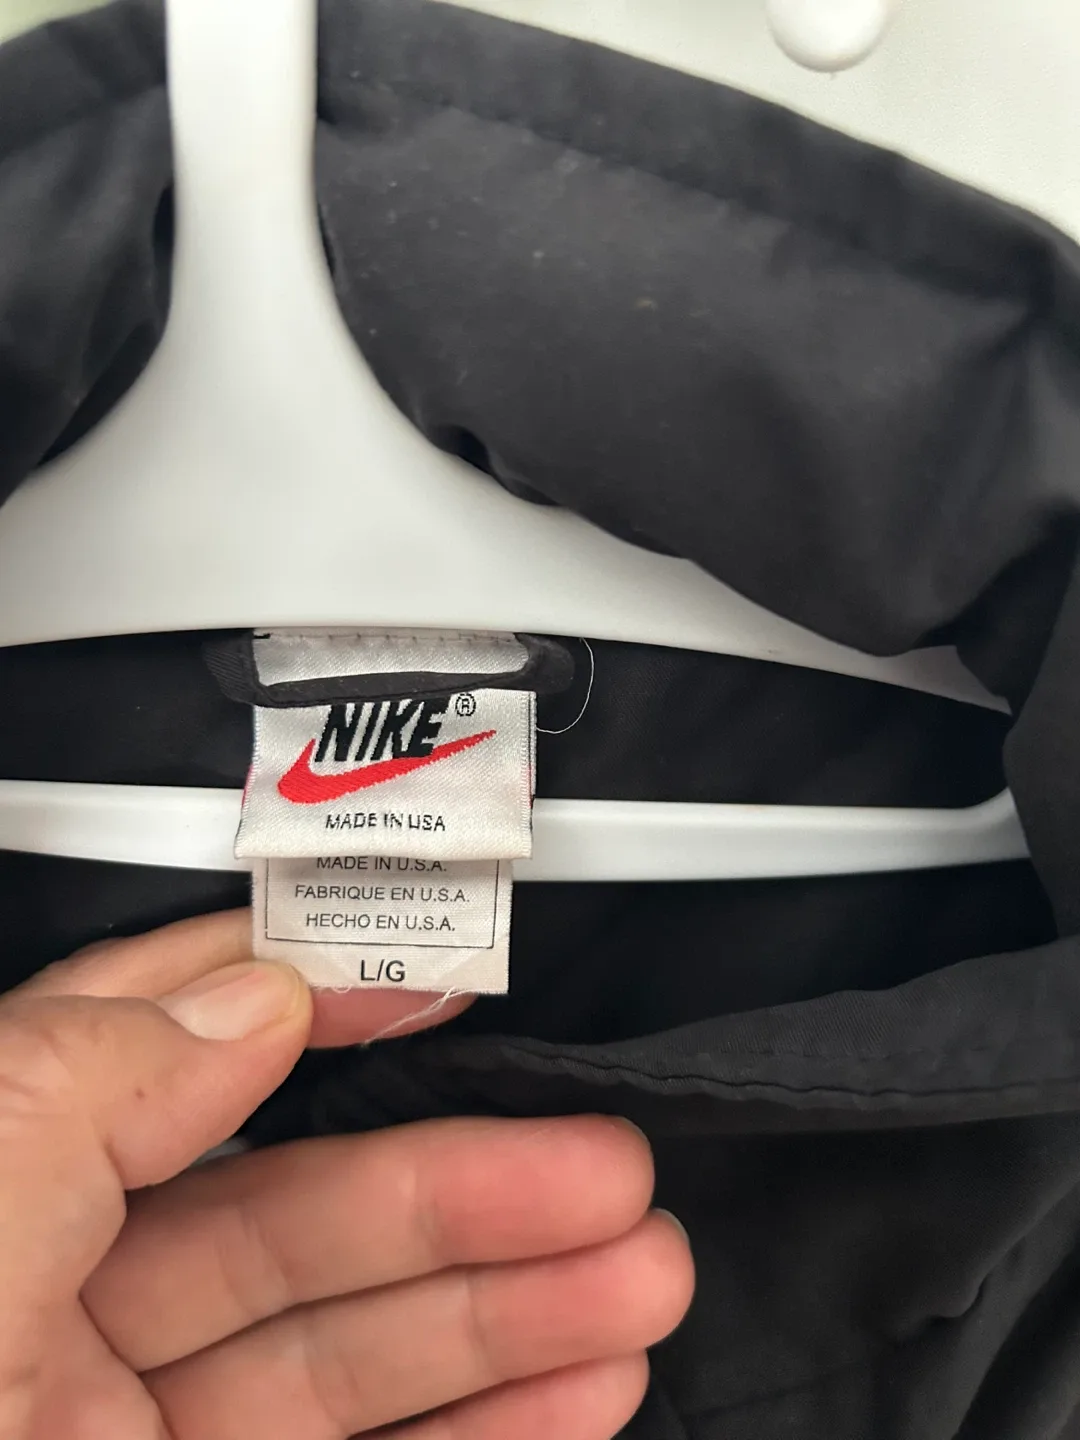 NIKE®
MADE IN USA
MADE IN U.S.A.
FABRIQUE EN U.S.A.
HECHO EN U.S.A.
L/G